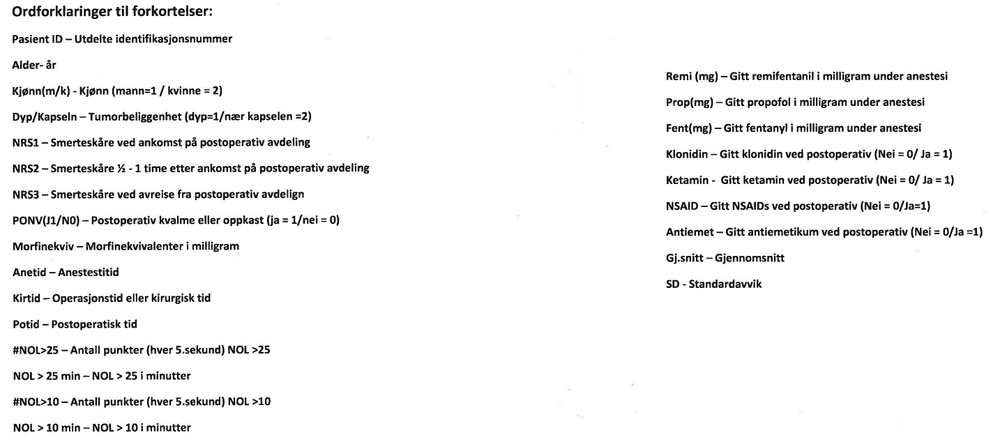 Ordforklaringer til forkortelser:
Pasient ID – Utdelte identifikasjonsnummer
Alder- år
Kjønn(m/k) - Kjønn (mann=1 / kvinne = 2)
Dyp/Kapseln – Tumorbeliggenhet (dyp=1/nær kapselen =2)
NRS1 – Smerteskåre ved ankomst på postoperativ avdeling
NRS2 – Smerteskåre ½ - 1 time etter ankomst på postoperativ avdeling
NRS3 – Smerteskåre ved avreise fra postoperativ avdelign
PONV(J1/N0) – Postoperativ kvalme eller oppkast (ja = 1/nei = 0)
Morfinekviv – Morfinekvivalenter i milligram
Anetid – Anestestitid
Kirtid – Operasjonstid eller kirurgisk tid
Potid – Postoperatisk tid
#NOL>25 – Antall punkter (hver 5.sekund) NOL >25
NOL > 25 min – NOL > 25 i minutter
#NOL>10 – Antall punkter (hver 5.sekund) NOL >10
NOL > 10 min – NOL > 10 i minutter
Remi (mg) – Gitt remifentanil i milligram under anestesi
Prop(mg) – Gitt propofol i milligram under anestesi
Fent(mg) – Gitt fentanyl i milligram under anestesi
Klonidin – Gitt klonidin ved postoperativ (Nei = 0/ Ja = 1)
Ketamin - Gitt ketamin ved postoperativ (Nei = 0/ Ja = 1)
NSAID – Gitt NSAIDs ved postoperativ (Nei = 0/Ja=1)
Antiemet – Gitt antiemetikum ved postoperativ (Nei = 0/Ja =1)
Gj.snitt – Gjennomsnitt
SD - Standardavvik